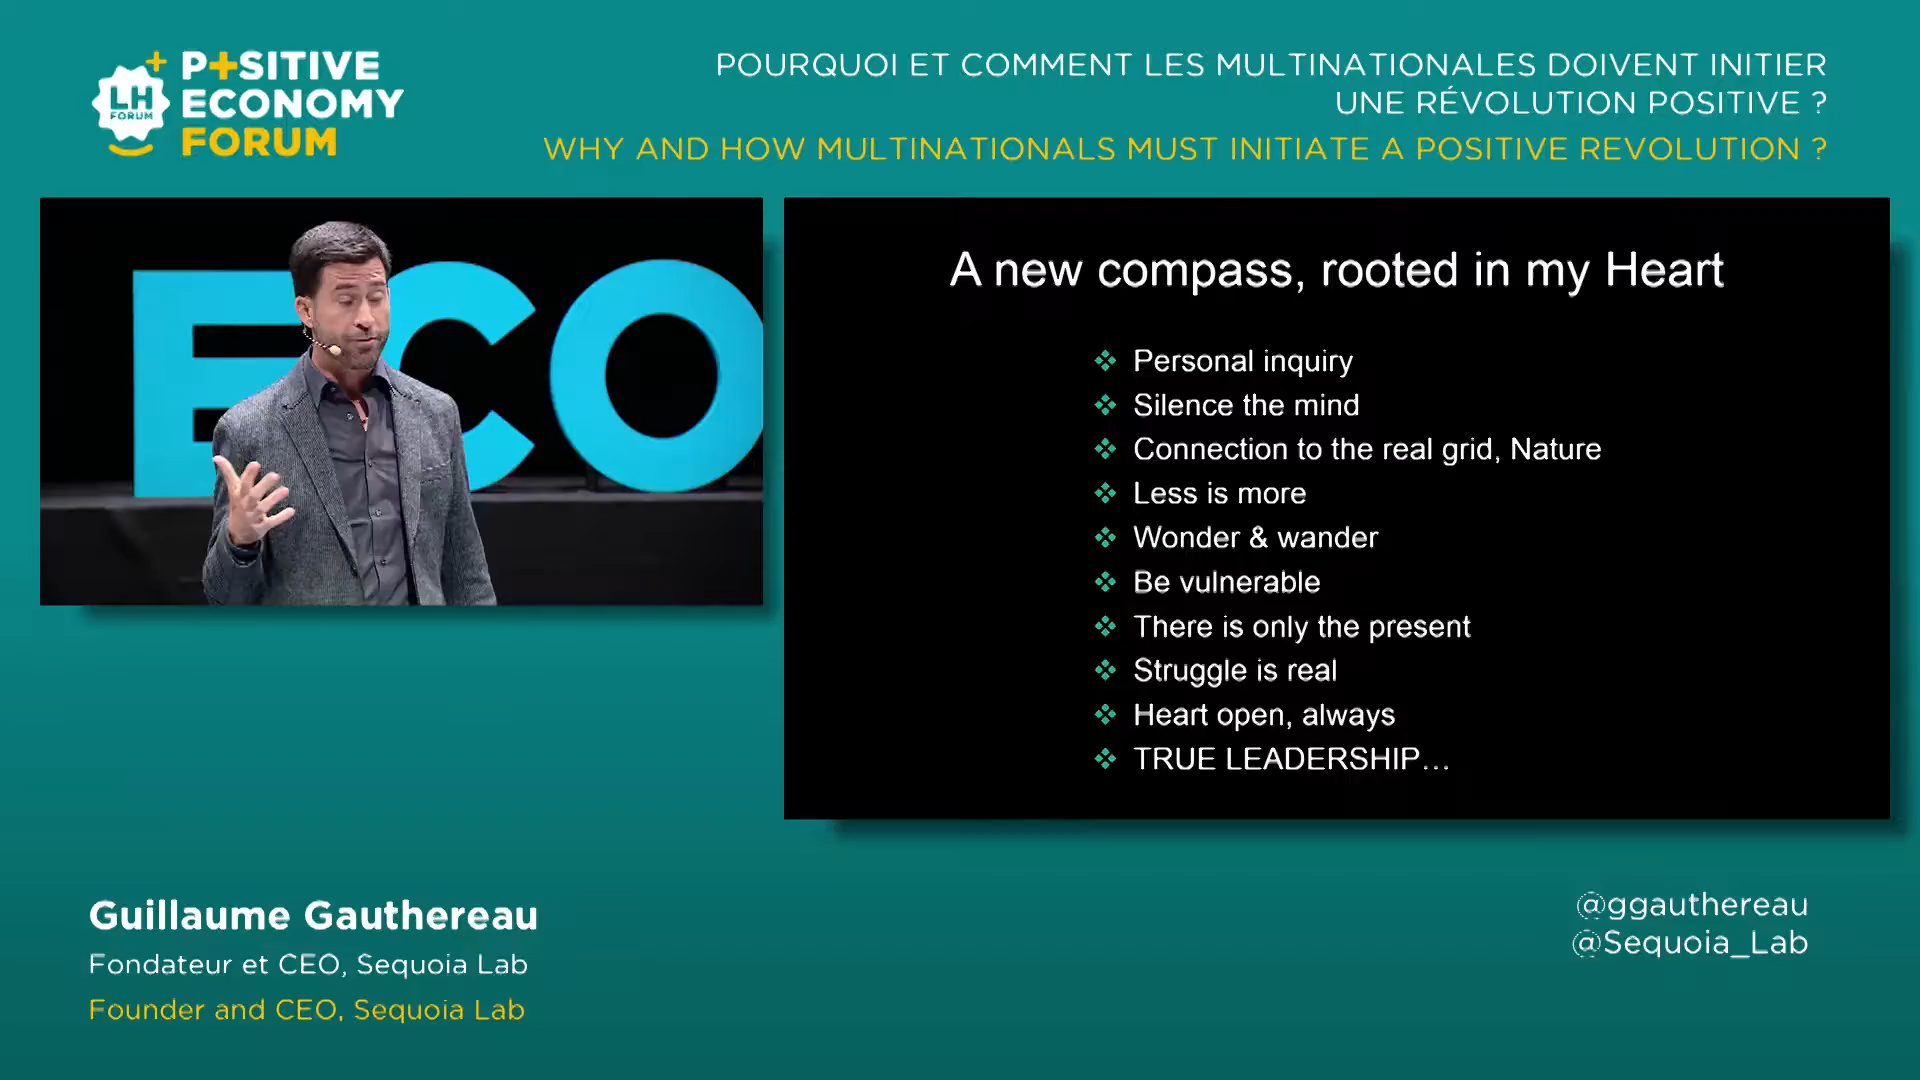 P+SITIVE
ECONOMY
FORUM
LH
FORUM
POURQUOI ET COMMENT LES MULTINATIONALES DOIVENT INITIER
UNE RÉVOLUTION POSITIVE ?
WHY AND HOW MULTINATIONALS MUST INITIATE A POSITIVE REVOLUTION ?
ECO
A new compass, rooted in my Heart
❖ Personal inquiry
❖ Silence the mind
❖ Connection to the real grid, Nature
❖ Less is more
❖ Wonder & wander
❖ Be vulnerable
❖ There is only the present
❖ Struggle is real
❖ Heart open, always
❖ TRUE LEADERSHIP…
Guillaume Gauthereau
Fondateur et CEO, Sequoia Lab
Founder and CEO, Sequoia Lab
@ggauthereau
@Sequoia_Lab